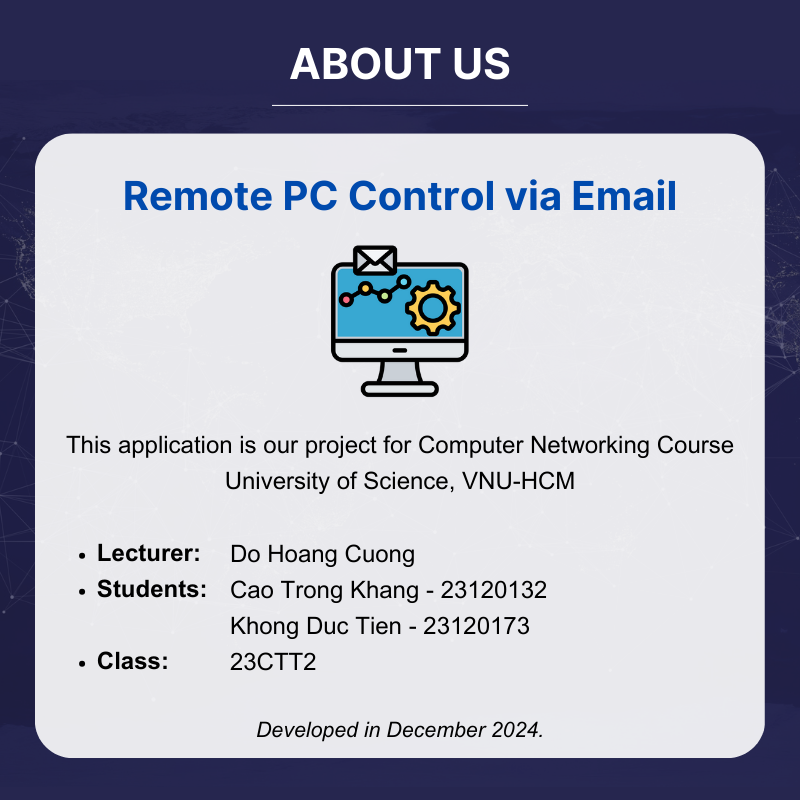 ABOUT US
Remote PC Control via Email
This application is our project for Computer Networking Course
University of Science, VNU-HCM
• Lecturer: Do Hoang Cuong
• Students: Cao Trong Khang - 23120132
Khong Duc Tien - 23120173
• Class: 23CTT2
Developed in December 2024.